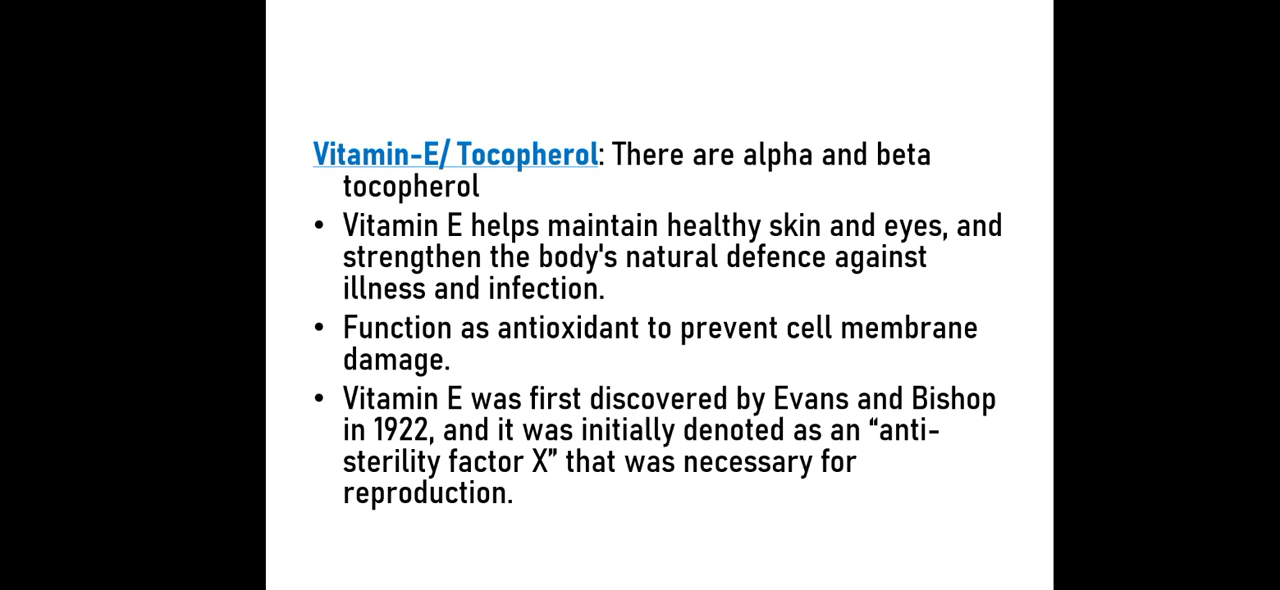 Vitamin-E/ Tocopherol: There are alpha and beta
tocopherol
• Vitamin E helps maintain healthy skin and eyes, and
strengthen the body's natural defence against
illness and infection.
• Function as antioxidant to prevent cell membrane
damage.
• Vitamin E was first discovered by Evans and Bishop
in 1922, and it was initially denoted as an “anti-
sterility factor X” that was necessary for
reproduction.